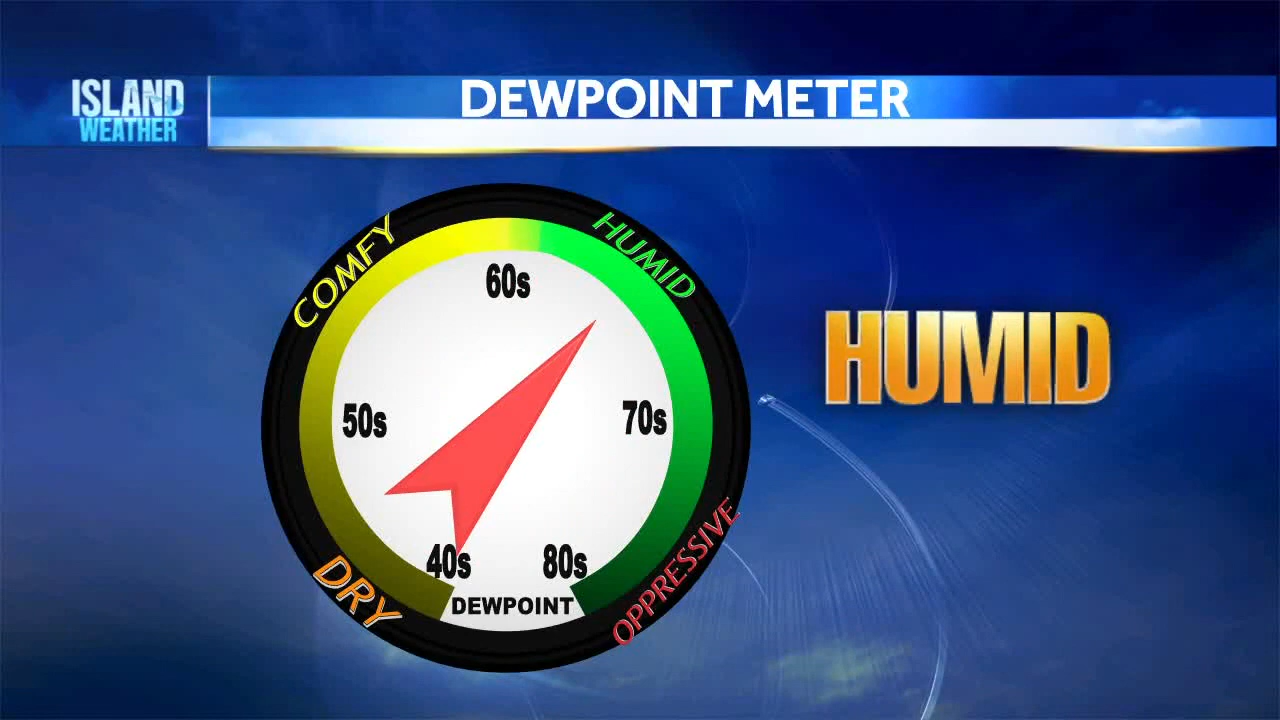 ISLAND
WEATHER
DEWPOINT METER
COMFY
HUMID
60s
50s
70s
HUMID
40s
80s
DRY
DEWPOINT
OPPRESSIVE